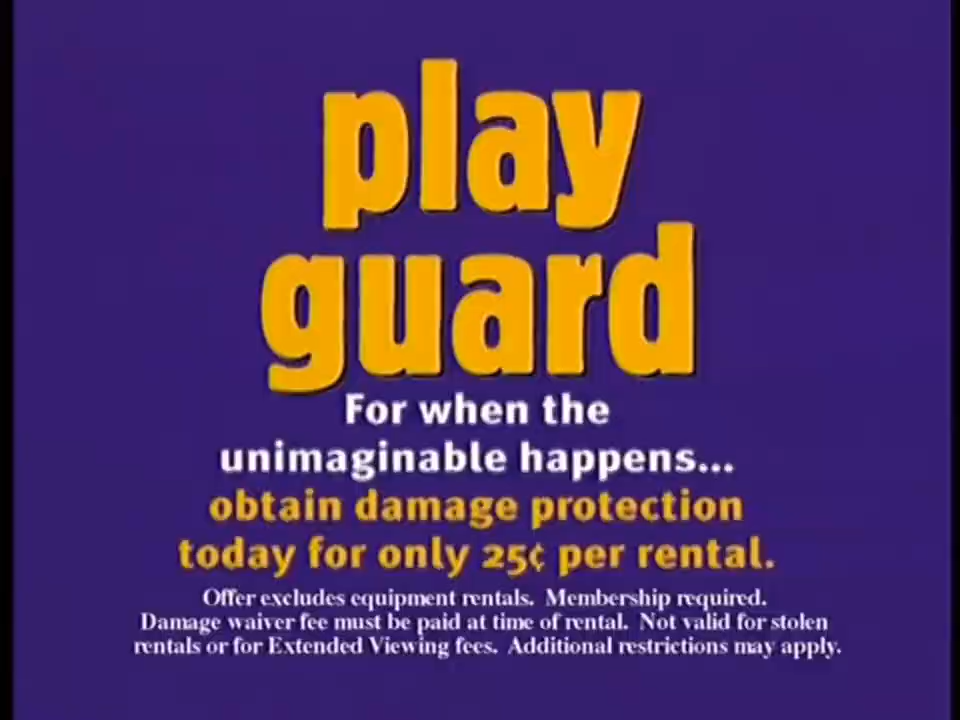 play
guard
For when the
unimaginable happens...
obtain damage protection
today for only 25¢ per rental.
Offer excludes equipment rentals. Membership required.
Damage waiver fee must be paid at time of rental. Not valid for stolen
rentals or for Extended Viewing fees. Additional restrictions may apply.